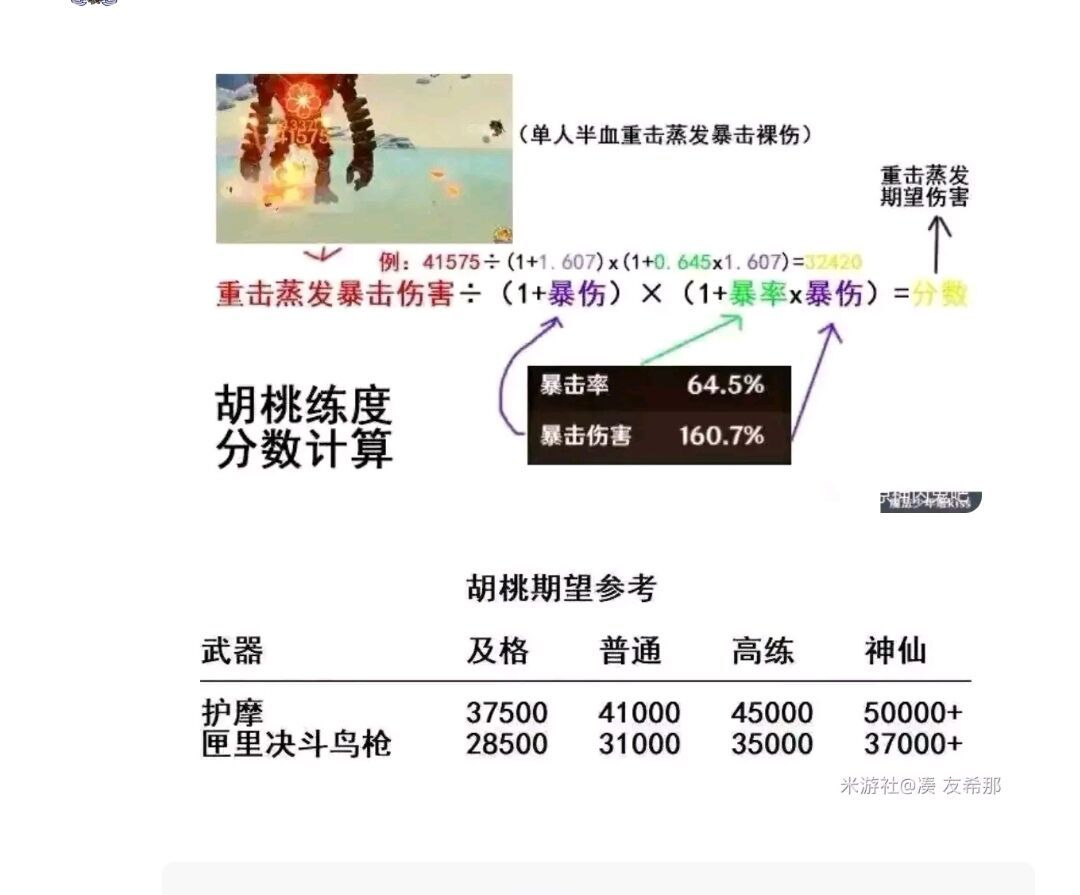 41575
（单人半血重击蒸发暴击裸伤）
重击蒸发
期望伤害
例：41575÷(1+1.607)x(1+0.645x1.607)=32420
重击蒸发暴击伤害÷（1+暴伤）×（1+暴率x暴伤）=分数
暴击率 64.5%
暴击伤害 160.7%
胡桃练度
分数计算
胡桃期望参考
武器 及格 普通 高练 神仙
护摩 37500 41000 45000 50000+
匣里决斗鸟枪 28500 31000 35000 37000+
米游社@凑 友希那